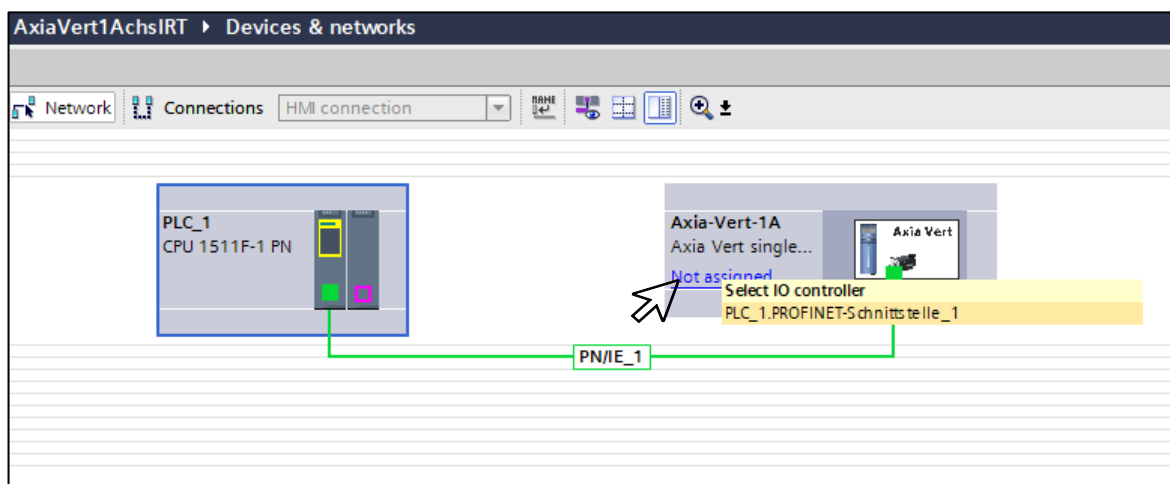 AxiaVert1AchsIRT ▸ Devices & networks
Network Connections HMI connection
NAME
PLC_1
CPU 1511F-1 PN
Axia-Vert-1A
Axia Vert single...
Not assigned
Axia Vert
Select IO controller
PLC_1.PROFINET-Schnittstelle_1
PN/IE_1